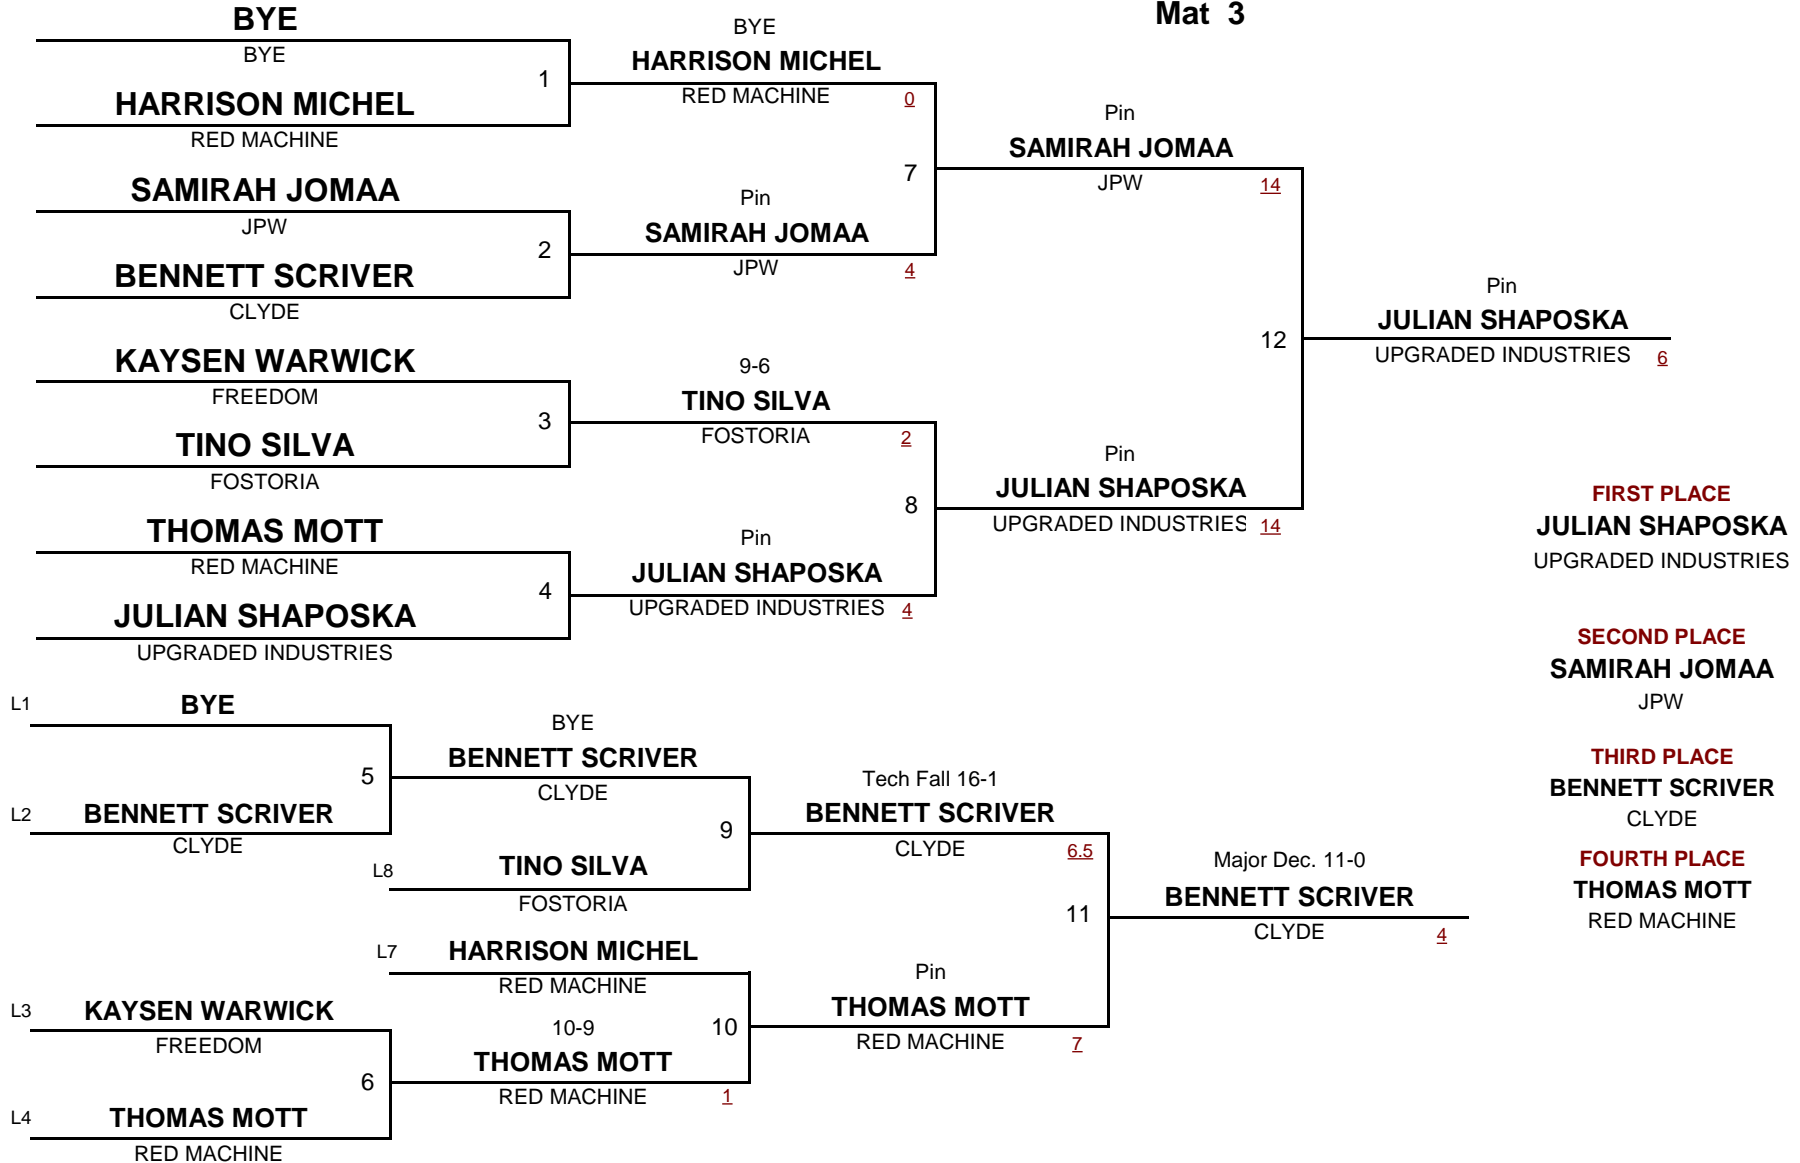 Mat 3
BYE
BYE
1
HARRISON MICHEL
RED MACHINE
SAMIRAH JOMAA
JPW
2
BENNETT SCRIVER
CLYDE
KAYSEN WARWICK
FREEDOM
3
TINO SILVA
FOSTORIA
THOMAS MOTT
RED MACHINE
4
JULIAN SHAPOSKA
UPGRADED INDUSTRIES
BYE
HARRISON MICHEL
RED MACHINE 0
7
Pin
SAMIRAH JOMAA
JPW 4
9-6
TINO SILVA
FOSTORIA 2
8
Pin
JULIAN SHAPOSKA
UPGRADED INDUSTRIES 4
Pin
SAMIRAH JOMAA
JPW 14
12
Pin
JULIAN SHAPOSKA
UPGRADED INDUSTRIES 14
Pin
JULIAN SHAPOSKA
UPGRADED INDUSTRIES 6
L1 BYE
5
L2 BENNETT SCRIVER
CLYDE
L3 KAYSEN WARWICK
FREEDOM
6
L4 THOMAS MOTT
RED MACHINE
BYE
BENNETT SCRIVER
CLYDE
9
L8 TINO SILVA
FOSTORIA
L7 HARRISON MICHEL
RED MACHINE
10-9 10
THOMAS MOTT
RED MACHINE 1
Tech Fall 16-1
BENNETT SCRIVER
CLYDE 6.5
11
Pin
THOMAS MOTT
RED MACHINE 7
Major Dec. 11-0
BENNETT SCRIVER
CLYDE 4
FIRST PLACE
JULIAN SHAPOSKA
UPGRADED INDUSTRIES
SECOND PLACE
SAMIRAH JOMAA
JPW
THIRD PLACE
BENNETT SCRIVER
CLYDE
FOURTH PLACE
THOMAS MOTT
RED MACHINE